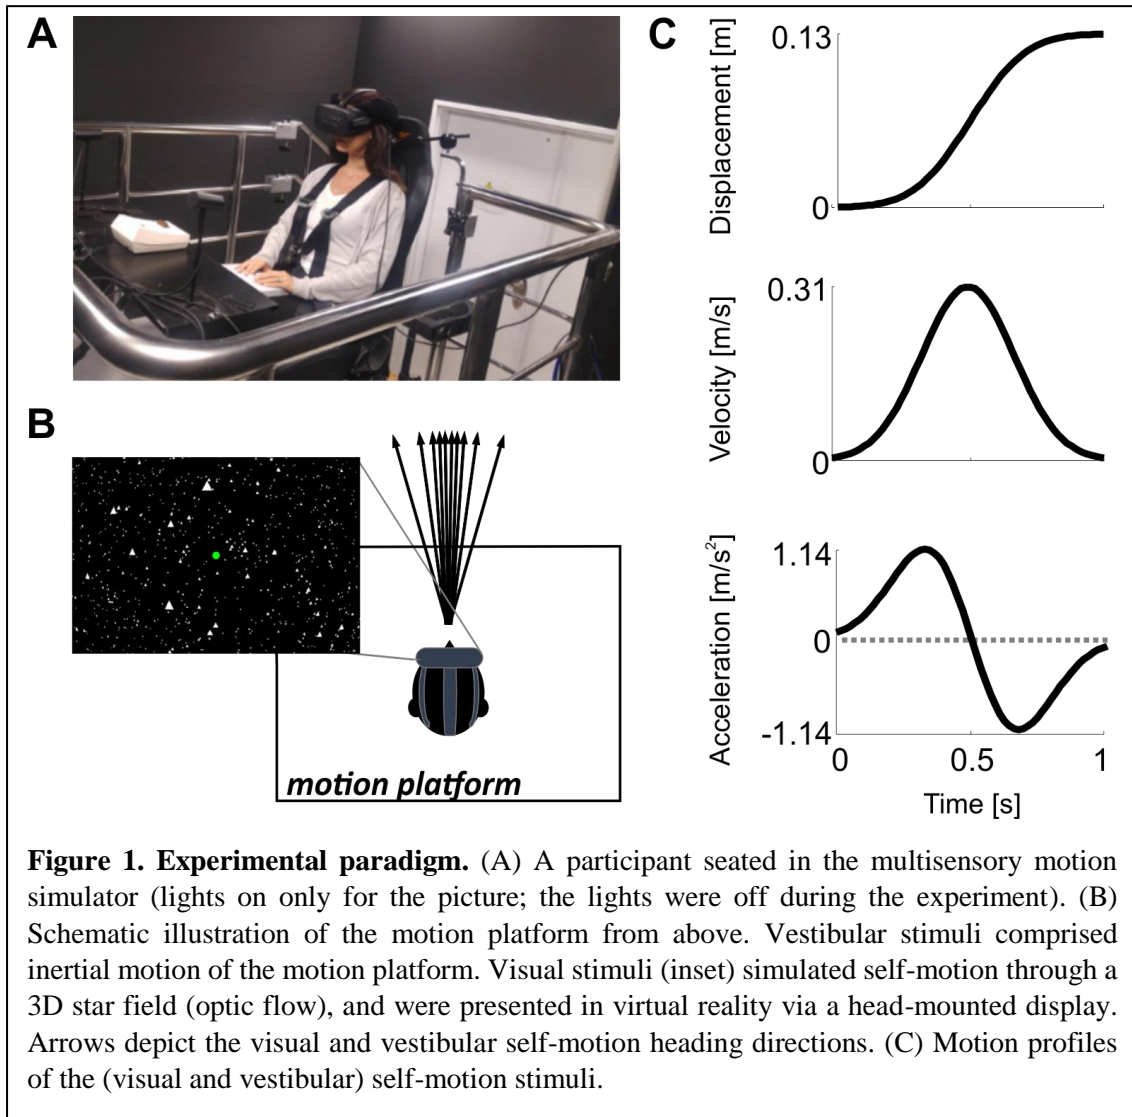 A
C
0.13
Displacement [m]
0
0.31
Velocity [m/s]
0
B
motion platform
1.14
Acceleration [m/s²]
0
-1.14
0
0.5
1
Time [s]
Figure 1. Experimental paradigm. (A) A participant seated in the multisensory motion
simulator (lights on only for the picture; the lights were off during the experiment). (B)
Schematic illustration of the motion platform from above. Vestibular stimuli comprised
inertial motion of the motion platform. Visual stimuli (inset) simulated self-motion through a
3D star field (optic flow), and were presented in virtual reality via a head-mounted display.
Arrows depict the visual and vestibular self-motion heading directions. (C) Motion profiles
of the (visual and vestibular) self-motion stimuli.